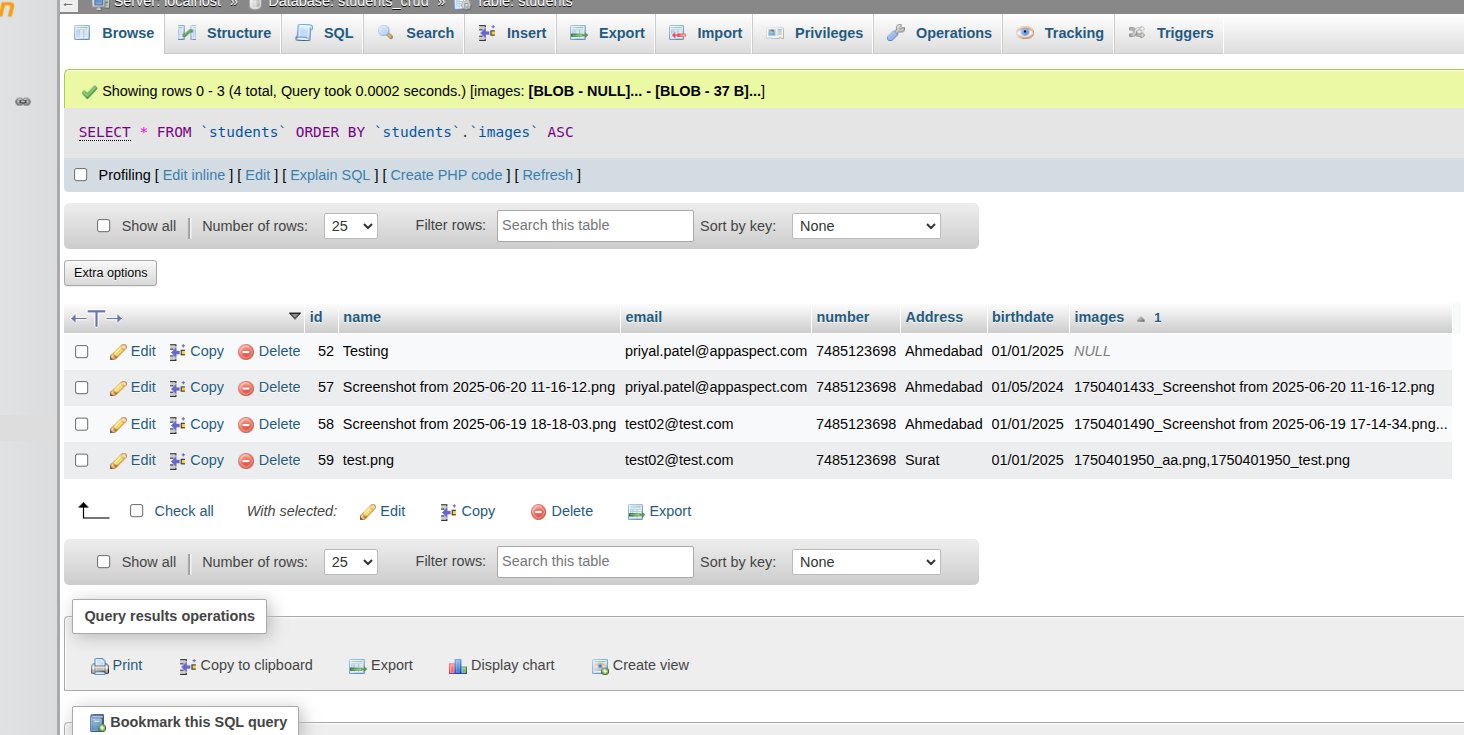 Server: localhost » Database: students_crud » Table: students
Browse Structure SQL Search Insert Export Import Privileges Operations Tracking Triggers
Showing rows 0 - 3 (4 total, Query took 0.0002 seconds.) [images: [BLOB - NULL]... - [BLOB - 37 B]...]
SELECT * FROM `students` ORDER BY `students`.`images` ASC
Profiling [ Edit inline ] [ Edit ] [ Explain SQL ] [ Create PHP code ] [ Refresh ]
Show all | Number of rows: 25 Filter rows: Search this table Sort by key: None
Extra options
←T→ id name email number Address birthdate images 1
Edit Copy Delete 52 Testing priyal.patel@appaspect.com 7485123698 Ahmedabad 01/01/2025 NULL
Edit Copy Delete 57 Screenshot from 2025-06-20 11-16-12.png priyal.patel@appaspect.com 7485123698 Ahmedabad 01/05/2024 1750401433_Screenshot from 2025-06-20 11-16-12.png
Edit Copy Delete 58 Screenshot from 2025-06-19 18-18-03.png test02@test.com 7485123698 Ahmedabad 01/01/2025 1750401490_Screenshot from 2025-06-19 17-14-34.png...
Edit Copy Delete 59 test.png test02@test.com 7485123698 Surat 01/01/2025 1750401950_aa.png,1750401950_test.png
Check all With selected: Edit Copy Delete Export
Show all | Number of rows: 25 Filter rows: Search this table Sort by key: None
Query results operations
Print Copy to clipboard Export Display chart Create view
Bookmark this SQL query